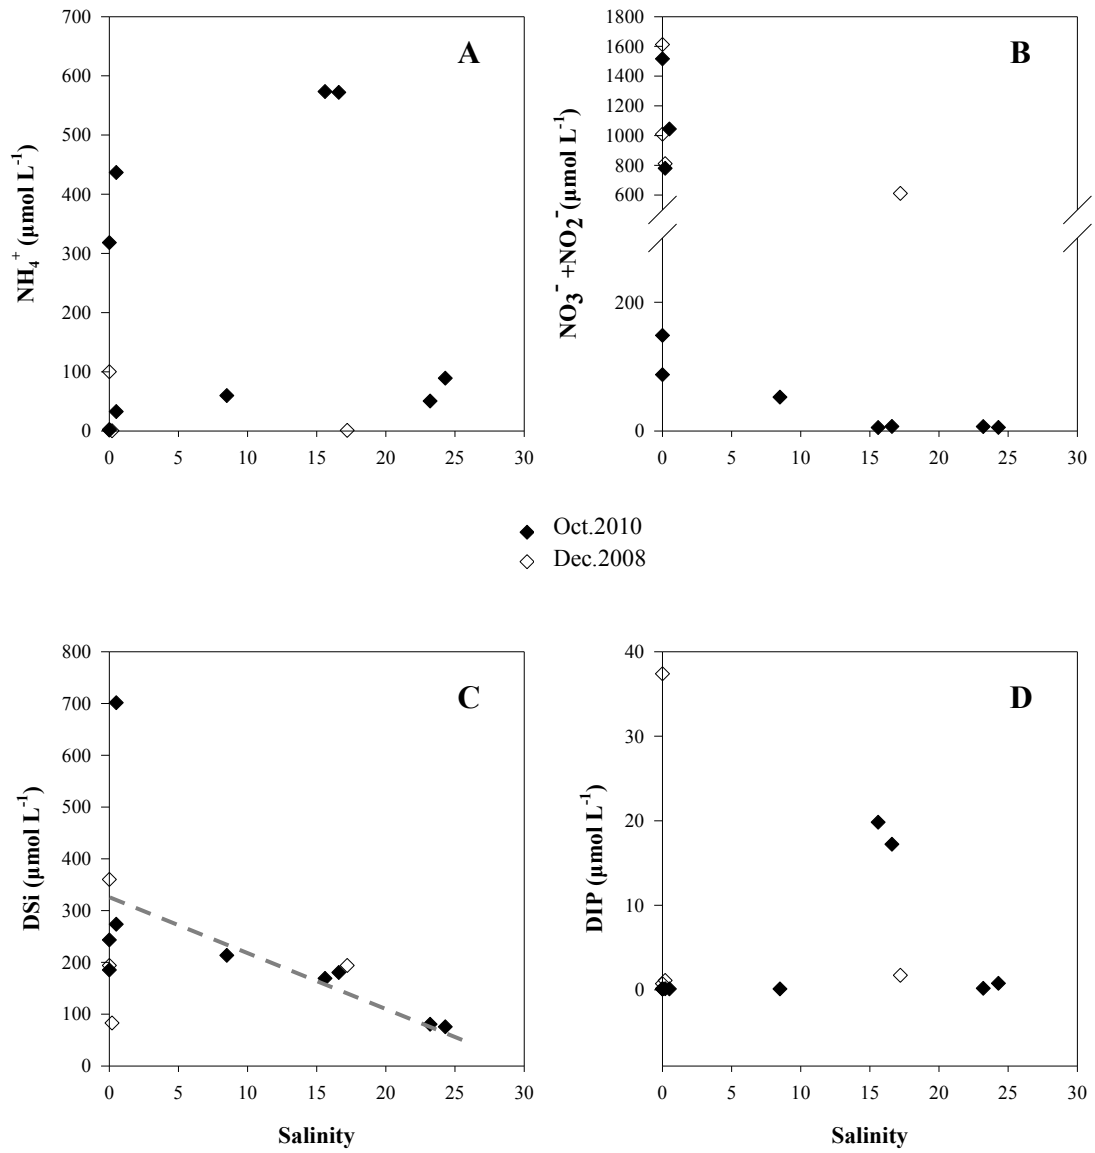 A
NH₄⁺ (μmol L⁻¹)
700
600
500
400
300
200
100
0
0 5 10 15 20 25 30
B
NO₃⁻ +NO₂⁻(μmol L⁻¹)
1800
1600
1400
1200
1000
800
600
200
0
0 5 10 15 20 25 30
Oct.2010
Dec.2008
C
DSi (μmol L⁻¹)
800
700
600
500
400
300
200
100
0
0 5 10 15 20 25 30
Salinity
D
DIP (μmol L⁻¹)
40
30
20
10
0
0 5 10 15 20 25 30
Salinity